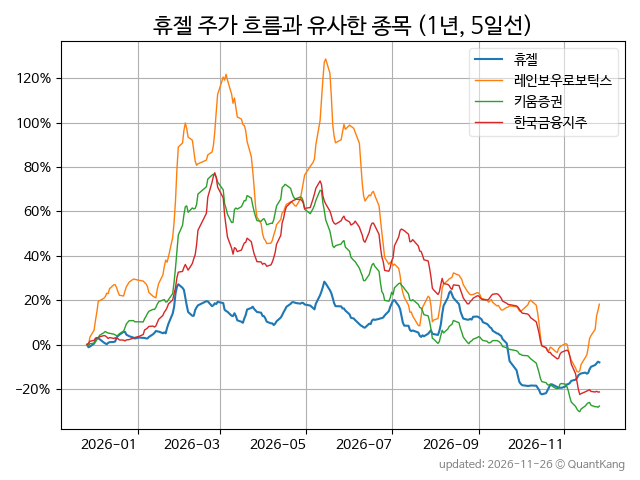 휴젤 주가 흐름과 유사한 종목 (1년, 5일선)
휴젤
레인보우로보틱스
키움증권
한국금융지주
120%
100%
80%
60%
40%
20%
0%
−20%
2026-01
2026-03
2026-05
2026-07
2026-09
2026-11
updated: 2026-11-26 © QuantKang